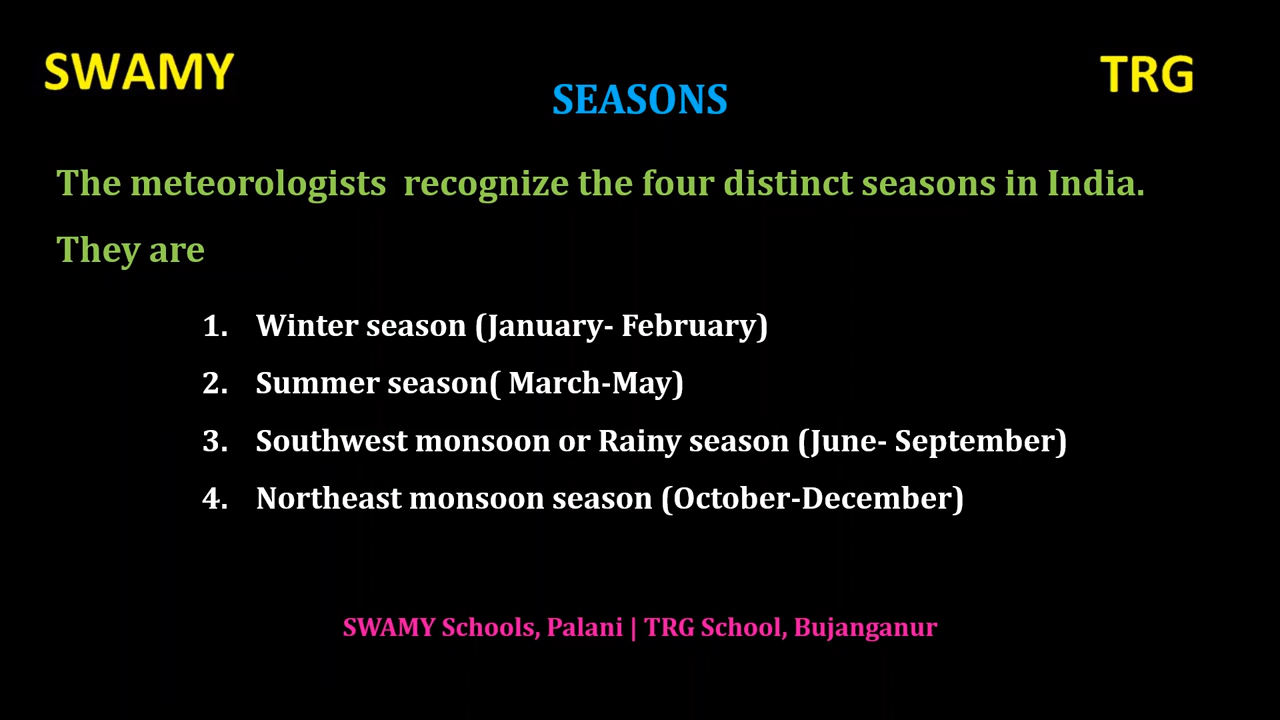 SWAMY
TRG
SEASONS
The meteorologists  recognize the four distinct seasons in India.
They are
1. Winter season (January- February)
2. Summer season( March-May)
3. Southwest monsoon or Rainy season (June- September)
4. Northeast monsoon season (October-December)
SWAMY Schools, Palani | TRG School, Bujanganur